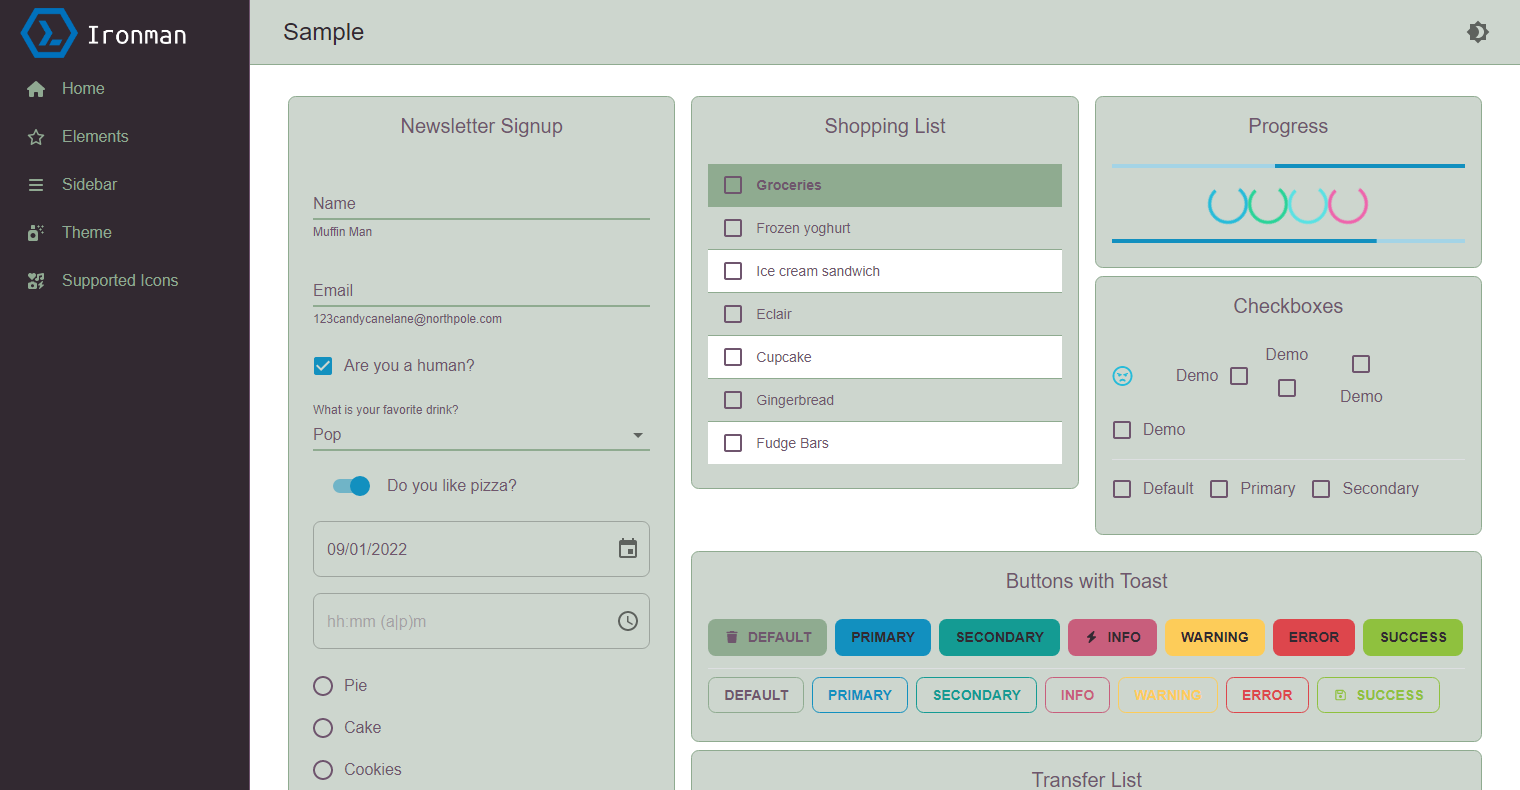 Ironman
Home
Elements
Sidebar
Theme
Supported Icons
Sample
Newsletter Signup
Name
Muffin Man
Email
123candycanelane@northpole.com
Are you a human?
What is your favorite drink?
Pop
Do you like pizza?
09/01/2022
hh:mm (a|p)m
Pie
Cake
Cookies
Shopping List
Groceries
Frozen yoghurt
Ice cream sandwich
Eclair
Cupcake
Gingerbread
Fudge Bars
Progress
Checkboxes
Demo
Demo
Demo
Demo
Default Primary Secondary
Buttons with Toast
DEFAULT PRIMARY SECONDARY INFO WARNING ERROR SUCCESS
DEFAULT PRIMARY SECONDARY INFO WARNING ERROR SUCCESS
Transfer List